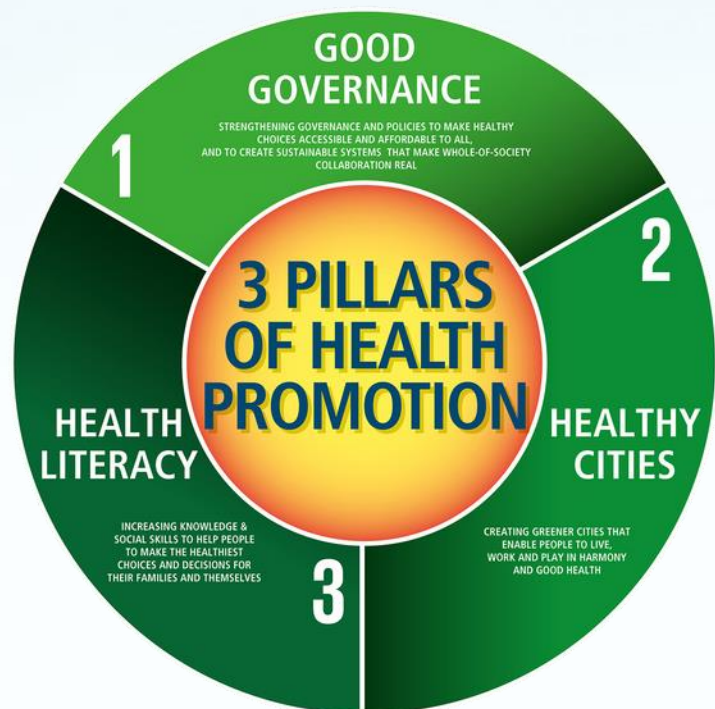 GOOD
GOVERNANCE
STRENGTHENING GOVERNANCE AND POLICIES TO MAKE HEALTHY
CHOICES ACCESSIBLE AND AFFORDABLE TO ALL,
AND TO CREATE SUSTAINABLE SYSTEMS THAT MAKE WHOLE-OF-SOCIETY
COLLABORATION REAL
1
3 PILLARS
OF HEALTH
PROMOTION
2
HEALTHY
CITIES
CREATING GREENER CITIES THAT
ENABLE PEOPLE TO LIVE,
WORK AND PLAY IN HARMONY
AND GOOD HEALTH
HEALTH
LITERACY
INCREASING KNOWLEDGE &
SOCIAL SKILLS TO HELP PEOPLE
TO MAKE THE HEALTHIEST
CHOICES AND DECISIONS FOR
THEIR FAMILIES AND THEMSELVES
3